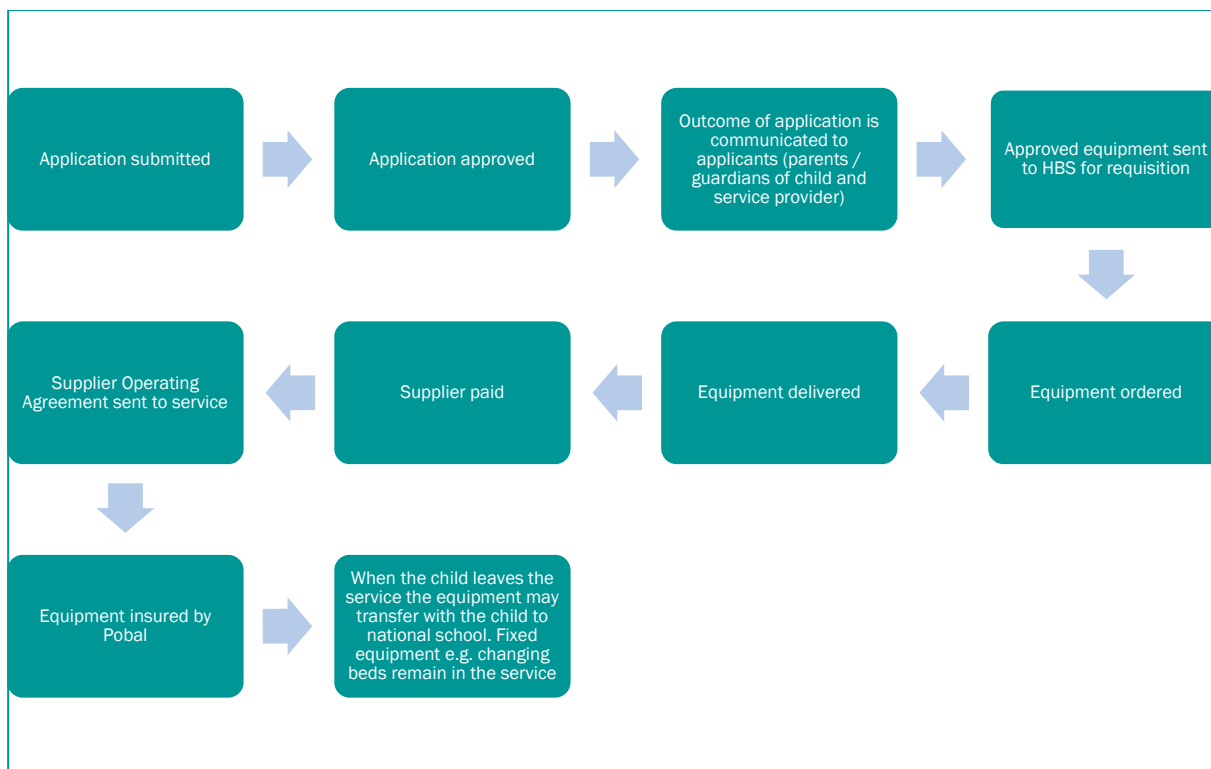 Application submitted
Application approved
Outcome of application is
communicated to
applicants (parents /
guardians of child and
service provider)
Approved equipment sent
to HBS for requisition
Equipment ordered
Equipment delivered
Supplier paid
Supplier Operating
Agreement sent to service
Equipment insured by
Pobal
When the child leaves the
service the equipment may
transfer with the child to
national school. Fixed
equipment e.g. changing
beds remain in the service